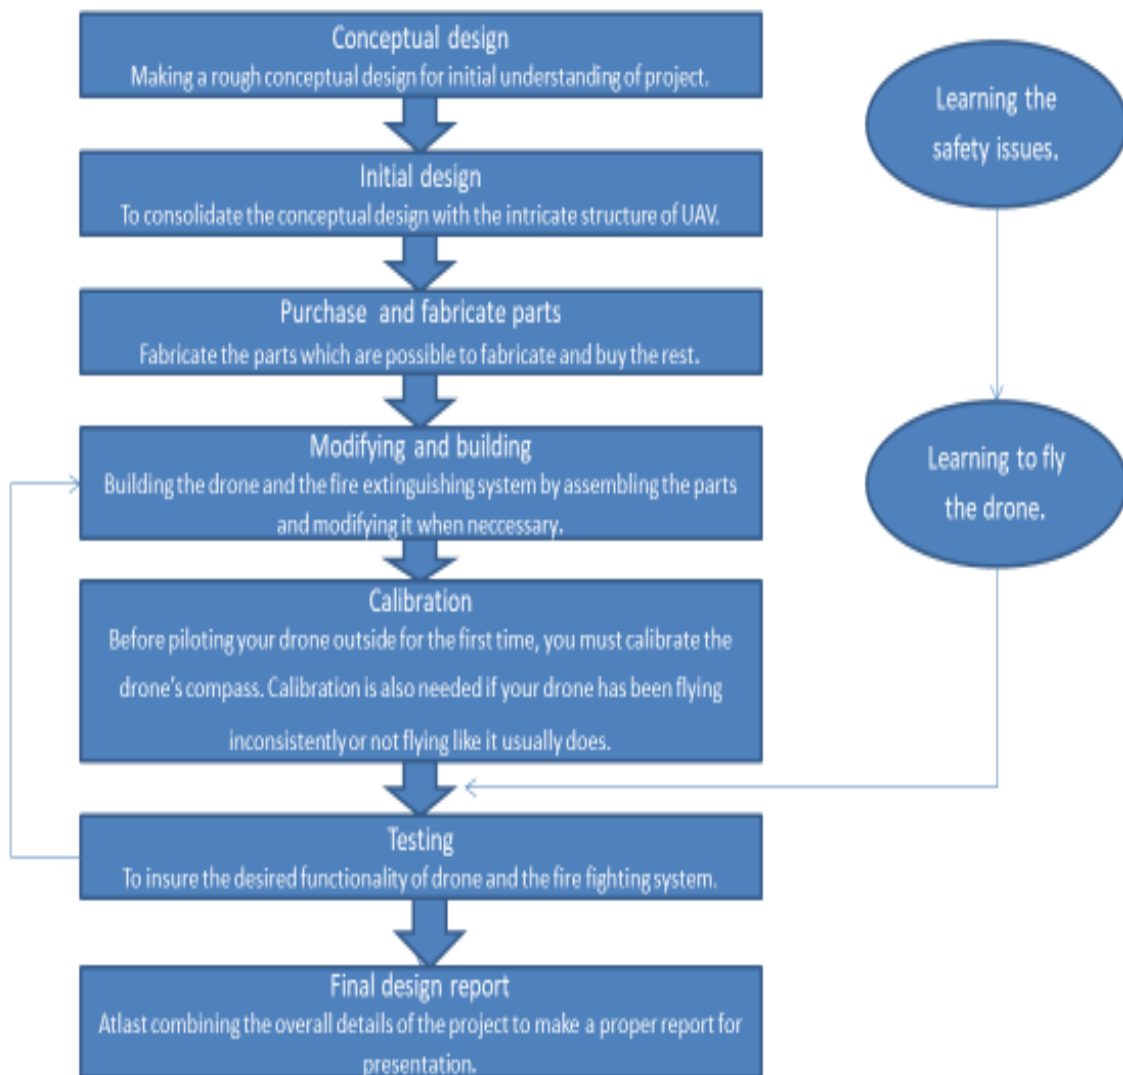 Conceptual design
Making a rough conceptual design for initial understanding of project.
Learning the
safety issues.
Initial design
To consolidate the conceptual design with the intricate structure of UAV.
Purchase and fabricate parts
Fabricate the parts which are possible to fabricate and buy the rest.
Modifying and building
Building the drone and the fire extinguishing system by assembling the parts
and modifying it when neccessary.
Learning to fly
the drone.
Calibration
Before piloting your drone outside for the first time, you must calibrate the
drone's compass. Calibration is also needed if your drone has been flying
inconsistently or not flying like it usually does.
Testing
To insure the desired functionality of drone and the fire fighting system.
Final design report
Atlast combining the overall details of the project to make a proper report for
presentation.